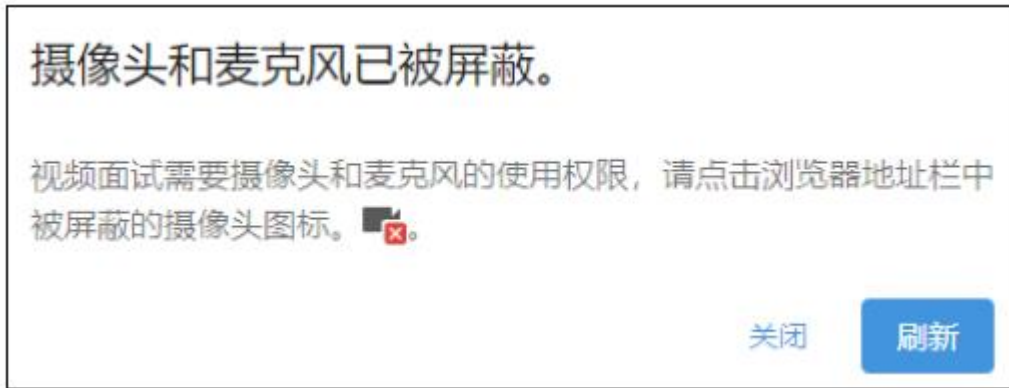 摄像头和麦克风已被屏蔽。
视频面试需要摄像头和麦克风的使用权限，请点击浏览器地址栏中
被屏蔽的摄像头图标。。
关闭
刷新